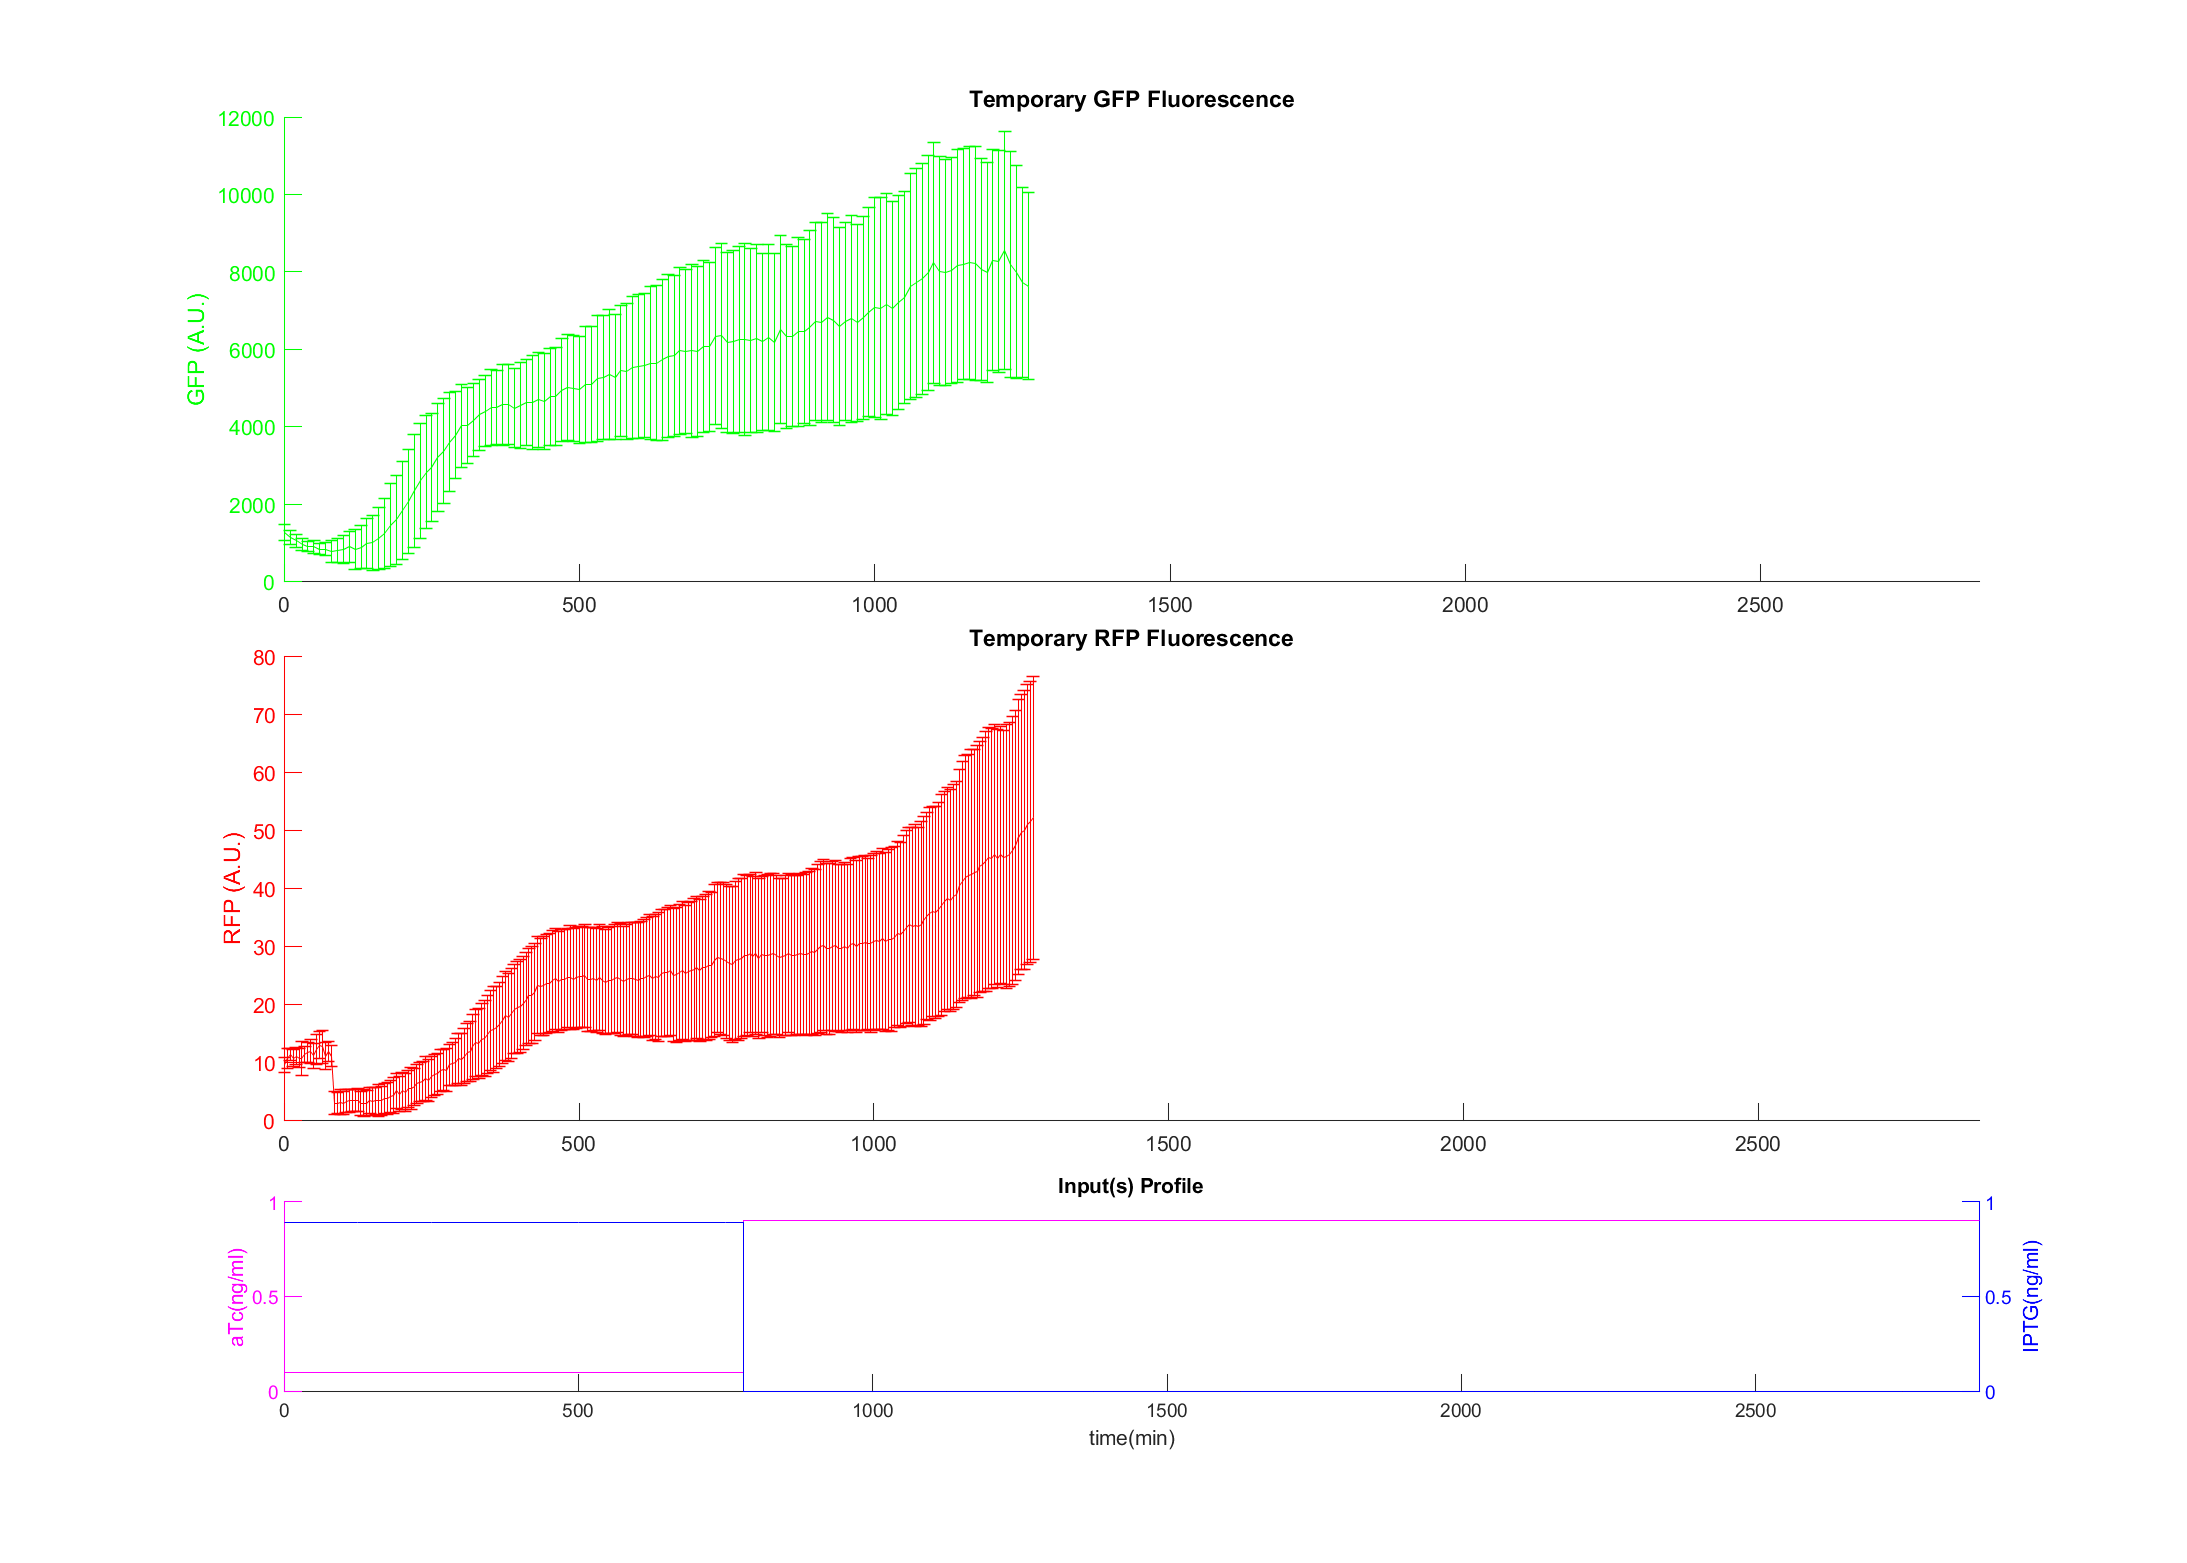 Temporary GFP Fluorescence
12000
10000
8000
6000
4000
2000
0
GFP (A.U.)
0 500 1000 1500 2000 2500
Temporary RFP Fluorescence
80
70
60
50
40
30
20
10
0
RFP (A.U.)
0 500 1000 1500 2000 2500
Input(s) Profile
1
0.5
0
aTc(ng/ml)
1
0.5
0
IPTG(ng/ml)
0 500 1000 1500 2000 2500
time(min)